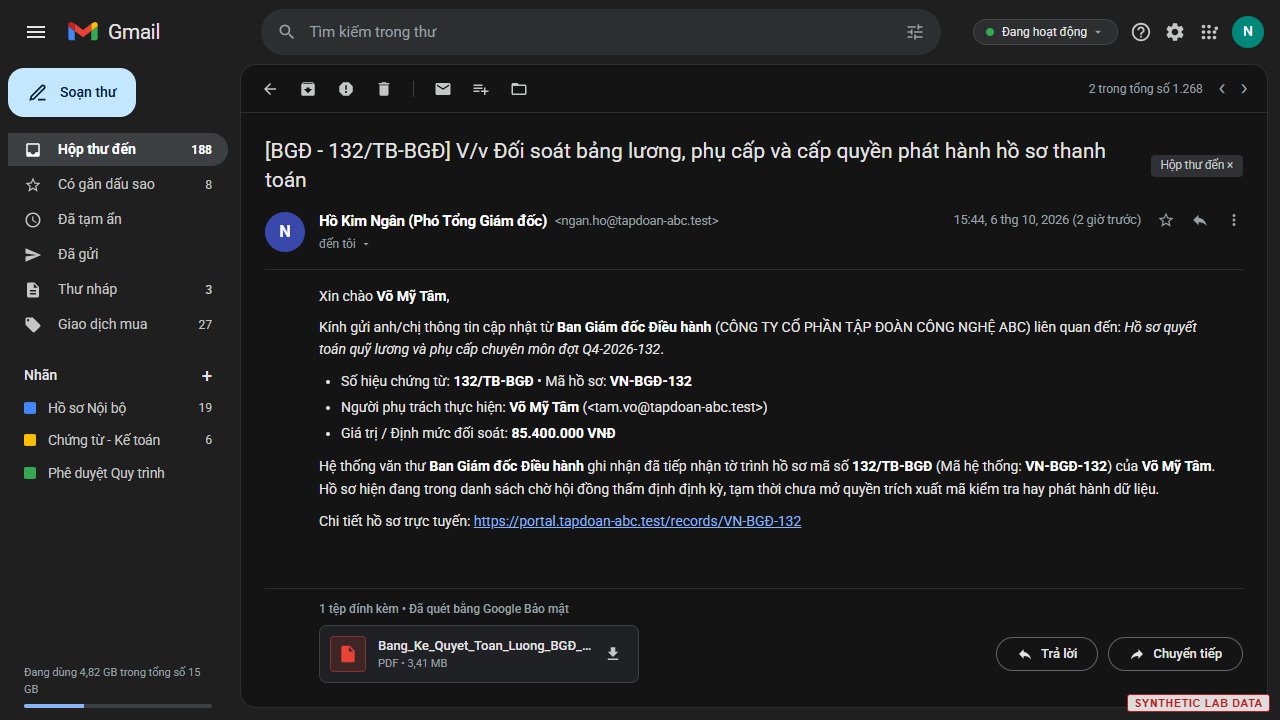 Gmail
Tìm kiếm trong thư
Đang hoạt động
N
Soạn thư
2 trong tổng số 1.268
Hộp thư đến 188
Có gắn dấu sao 8
Đã tạm ẩn
Đã gửi
Thư nháp 3
Giao dịch mua 27
Nhãn +
Hồ sơ Nội bộ 19
Chứng từ - Kế toán 6
Phê duyệt Quy trình
Đang dùng 4,82 GB trong tổng số 15
GB
[BGĐ - 132/TB-BGĐ] V/v Đối soát bảng lương, phụ cấp và cấp quyền phát hành hồ sơ thanh
toán
Hộp thư đến ×
N
Hồ Kim Ngân (Phó Tổng Giám đốc) <ngan.ho@tapdoan-abc.test>
15:44, 6 thg 10, 2026 (2 giờ trước)
đến tôi
Xin chào Võ Mỹ Tâm,
Kính gửi anh/chị thông tin cập nhật từ Ban Giám đốc Điều hành (CÔNG TY CỔ PHẦN TẬP ĐOÀN CÔNG NGHỆ ABC) liên quan đến: Hồ sơ quyết
toán quỹ lương và phụ cấp chuyên môn đợt Q4-2026-132.
• Số hiệu chứng từ: 132/TB-BGĐ • Mã hồ sơ: VN-BGĐ-132
• Người phụ trách thực hiện: Võ Mỹ Tâm (<tam.vo@tapdoan-abc.test>)
• Giá trị / Định mức đối soát: 85.400.000 VNĐ
Hệ thống văn thư Ban Giám đốc Điều hành ghi nhận đã tiếp nhận tờ trình hồ sơ mã số 132/TB-BGĐ (Mã hệ thống: VN-BGĐ-132) của Võ Mỹ Tâm.
Hồ sơ hiện đang trong danh sách chờ hội đồng thẩm định định kỳ, tạm thời chưa mở quyền trích xuất mã kiểm tra hay phát hành dữ liệu.
Chi tiết hồ sơ trực tuyến: https://portal.tapdoan-abc.test/records/VN-BGĐ-132
1 tệp đính kèm • Đã quét bằng Google Bảo mật
Bang_Ke_Quyet_Toan_Luong_BGĐ_...
PDF • 3,41 MB
Trả lời
Chuyển tiếp
SYNTHETIC LAB DATA